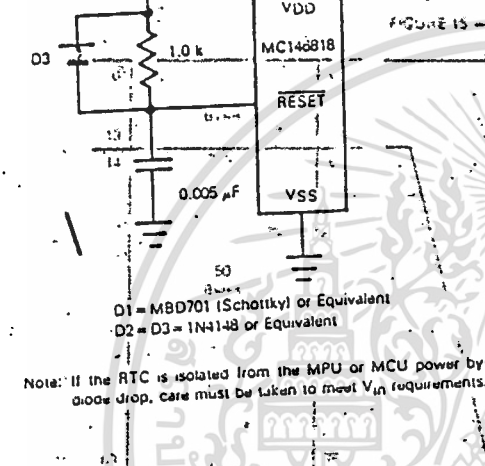 VDD
FIGURE 15 -
D3
1.0 k
MC146818
RESET
13
14
0.005 µF
VSS
50
D1 = MBD701 (Schottky) or Equivalent
D2 = D3 = 1N4148 or Equivalent
Note: If the RTC is isolated from the MPU or MCU power by
diode drop, care must be taken to meet Vin requirements.